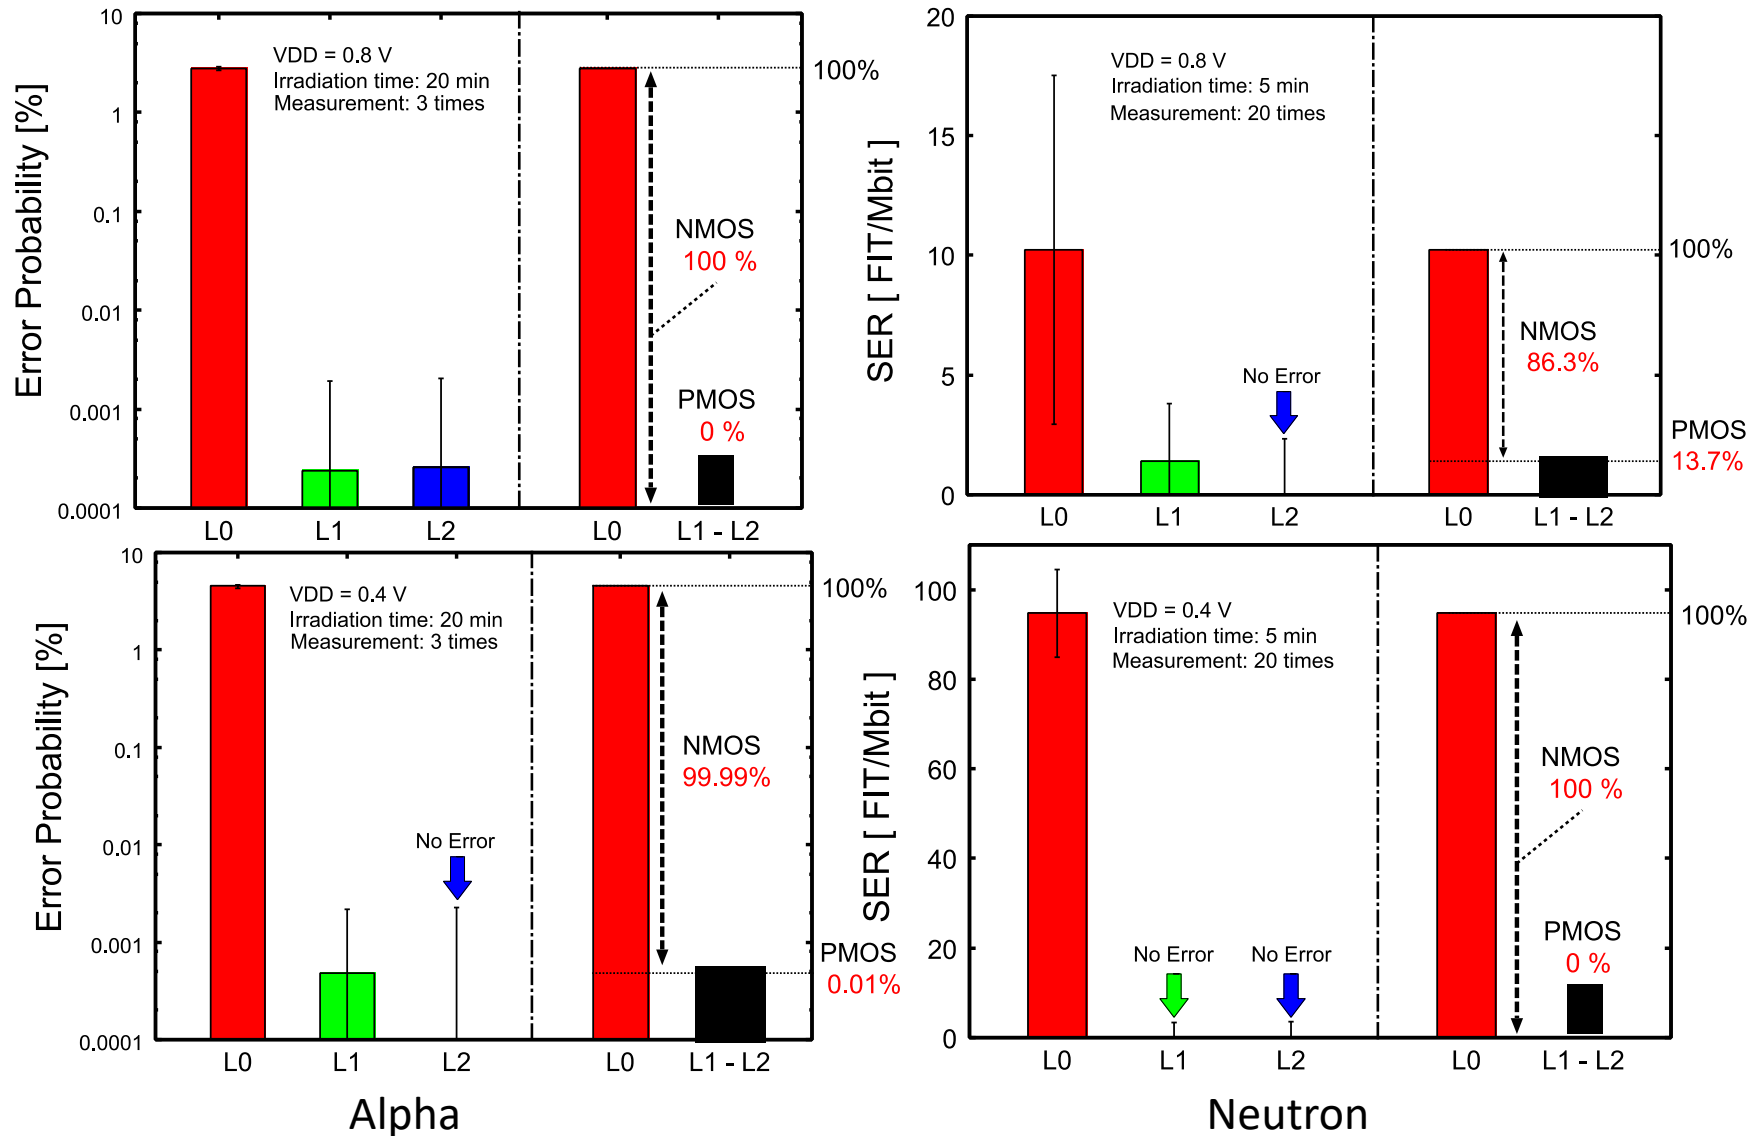 10
1
0.1
0.01
0.001
0.0001
Error Probability [%]
VDD = 0.8 V
Irradiation time: 20 min
Measurement: 3 times
NMOS
100 %
PMOS
0 %
100%
L0
L1
L2
L0
L1 - L2
20
15
10
5
0
SER [ FIT/Mbit ]
VDD = 0.8 V
Irradiation time: 5 min
Measurement: 20 times
No Error
NMOS
86.3%
100%
PMOS
13.7%
L0
L1
L2
L0
L1 - L2
10
1
0.1
0.01
0.001
0.0001
Error Probability [%]
VDD = 0.4 V
Irradiation time: 20 min
Measurement: 3 times
No Error
NMOS
99.99%
100%
PMOS
0.01%
L0
L1
L2
L0
L1 - L2
100
80
60
40
20
0
SER [ FIT/Mbit ]
VDD = 0.4 V
Irradiation time: 5 min
Measurement: 20 times
No Error
No Error
NMOS
100 %
PMOS
0 %
100%
L0
L1
L2
L0
L1 - L2
Alpha
Neutron